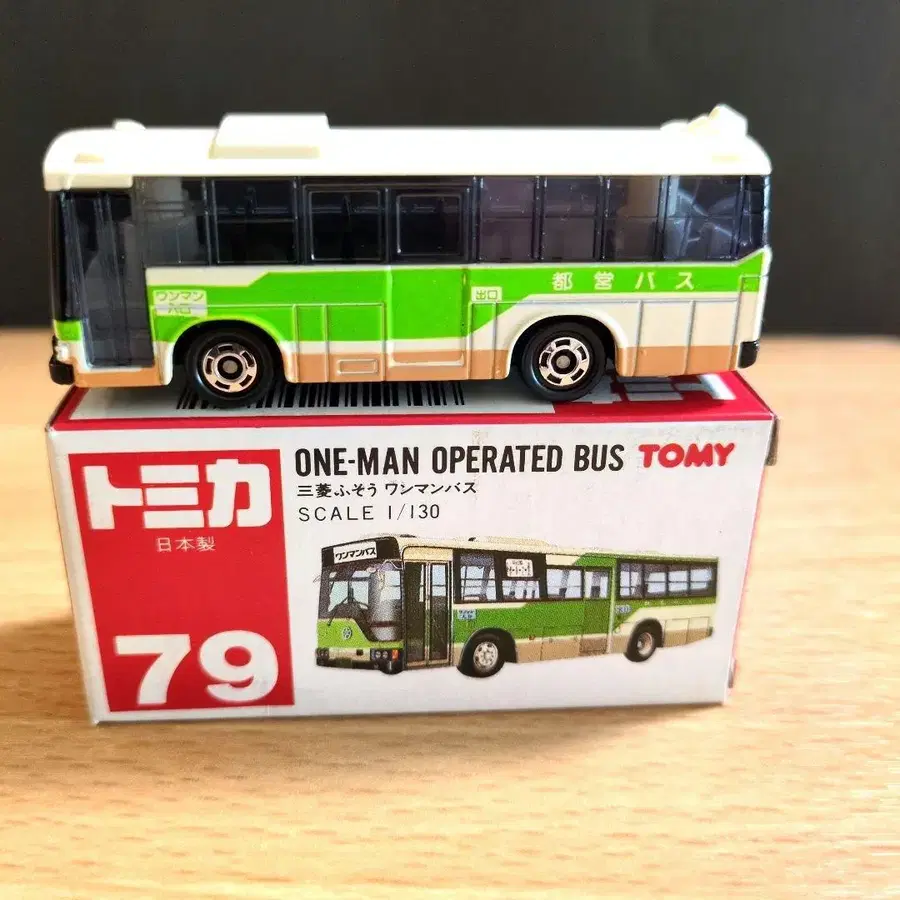 ワンマン
入口
出口
都営バス
トミカ
日本製
79
ONE-MAN OPERATED BUS TOMY
三菱ふそう ワンマンバス
SCALE 1/130
ワンマンバス